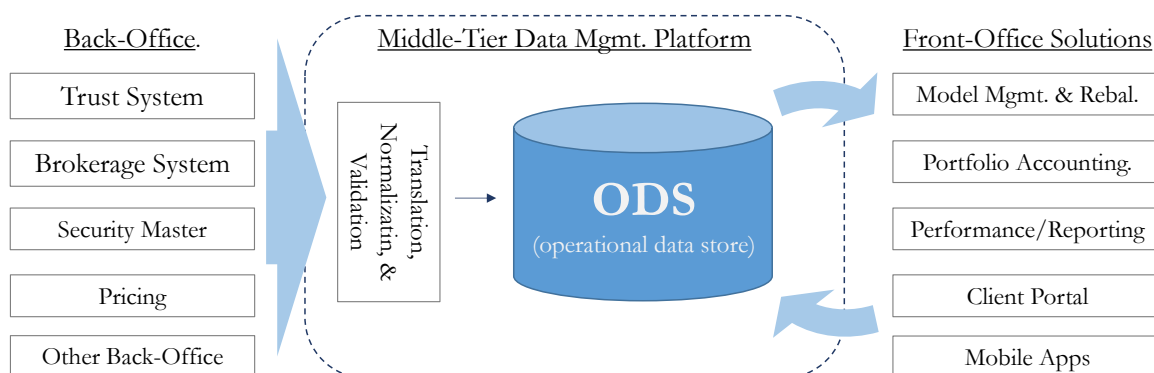 Back-Office.
Trust System
Brokerage System
Security Master
Pricing
Other Back-Office
Middle-Tier Data Mgmt. Platform
Translation,
Normalizatin, &
Validation
ODS
(operational data store)
Front-Office Solutions
Model Mgmt. & Rebal.
Portfolio Accounting.
Performance/Reporting
Client Portal
Mobile Apps